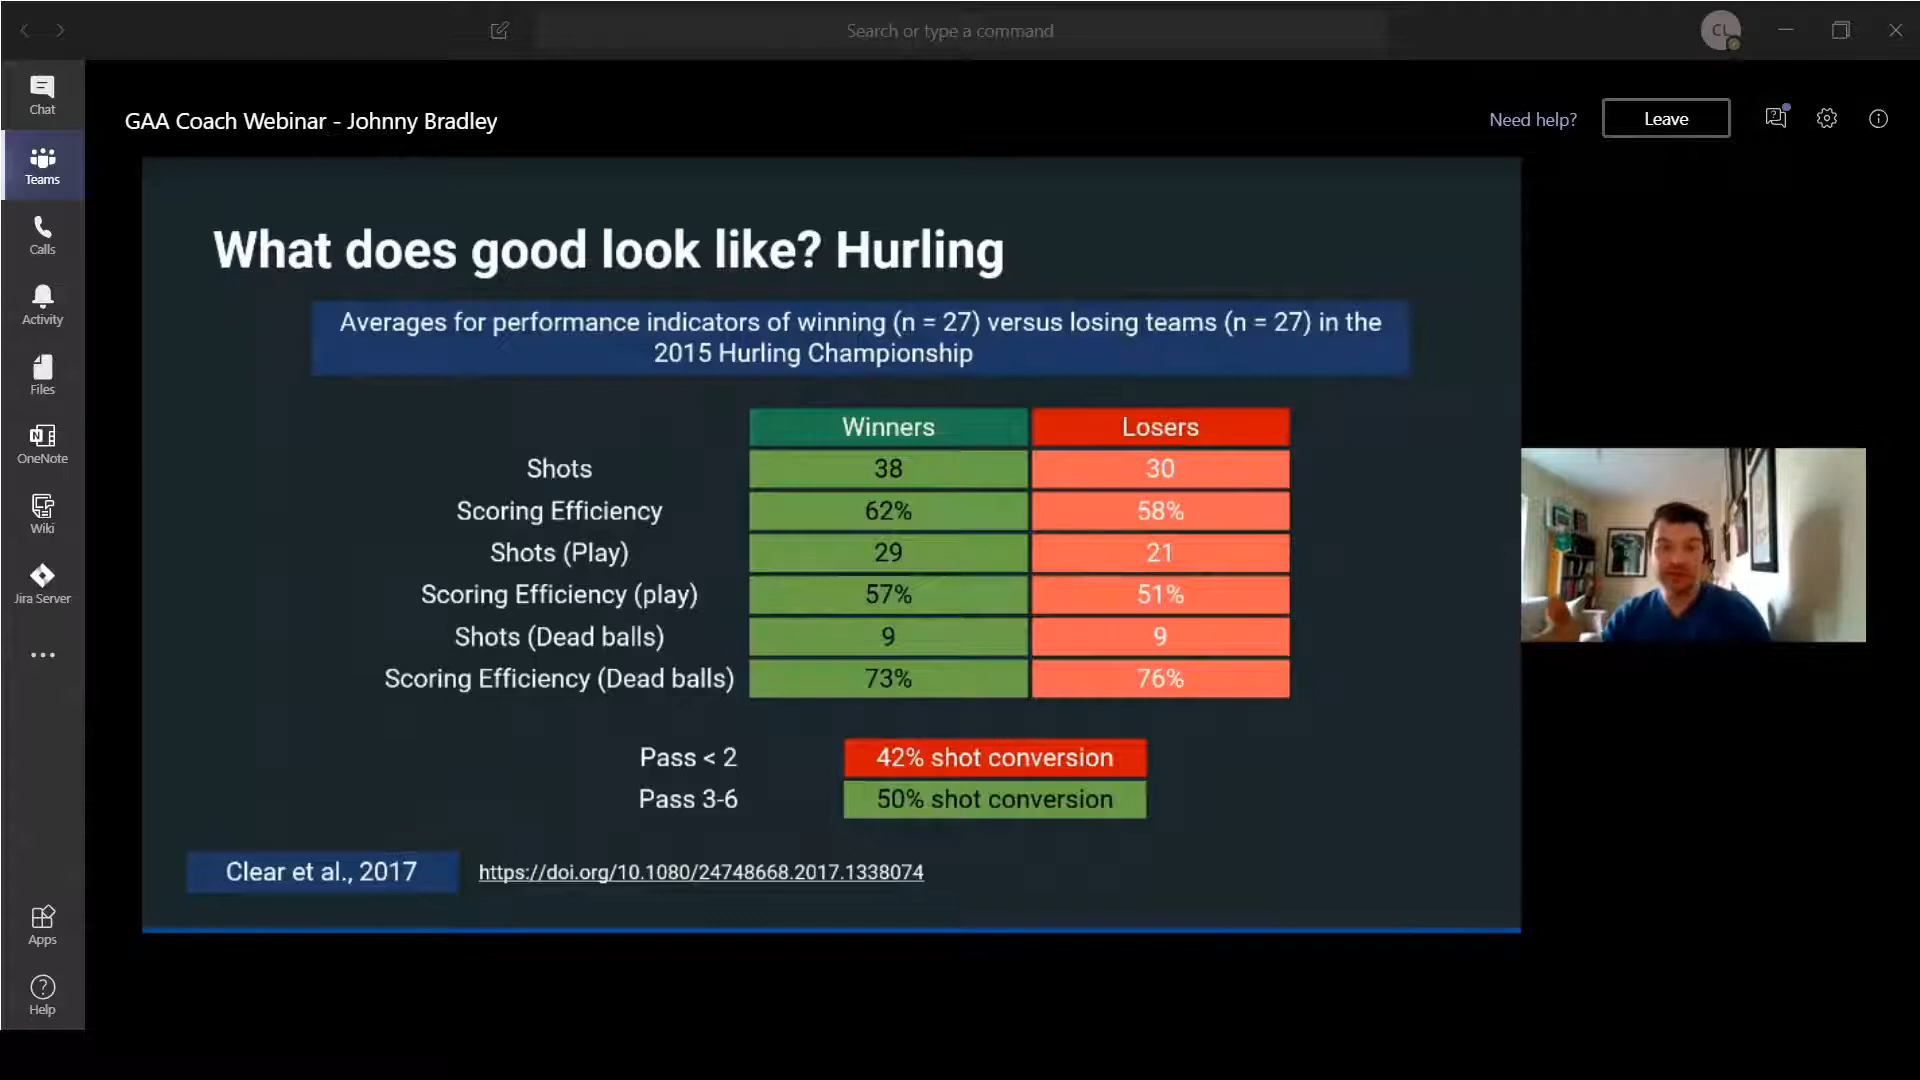 Search or type a command
CL
Chat
GAA Coach Webinar - Johnny Bradley
Need help?
Leave
Teams
Calls
Activity
Files
OneNote
Wiki
Jira Server
Apps
Help
What does good look like? Hurling
Averages for performance indicators of winning (n = 27) versus losing teams (n = 27) in the
2015 Hurling Championship
Winners Losers
Shots 38 30
Scoring Efficiency 62% 58%
Shots (Play) 29 21
Scoring Efficiency (play) 57% 51%
Shots (Dead balls) 9 9
Scoring Efficiency (Dead balls) 73% 76%
Pass < 2 42% shot conversion
Pass 3-6 50% shot conversion
Clear et al., 2017 https://doi.org/10.1080/24748668.2017.1338074